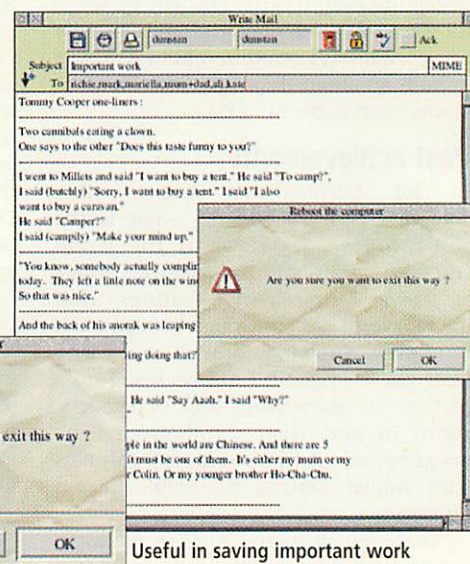 Write Mail
dunstan dunstan Ack
Subject Important work MIME
To richie,mark,mariella,mum+dad,ali,kate
Tommy Cooper one-liners :
Two cannibals eating a clown.
One says to the other "Does this taste funny to you?"
I went to Millets and said "I want to buy a tent." He said "To camp?",
I said (butchly) "Sorry, I want to buy a tent." I said "I also
want to buy a caravan."
He said "Camper?"
I said (campily) "Make your mind up."
"You know, somebody actually complim
today. They left a little note on the wind
So that was nice."
And the back of his anorak was leaping
ing doing that?"
He said "Say Aaah." I said "Why?"
ple in the world are Chinese. And there are 5
it must be one of them. It's either my mum or my
r Colin. Or my younger brother Ho-Cha-Chu.
Reboot the computer
Are you sure you want to exit this way ?
Cancel OK
exit this way ?
OK
Useful in saving important work